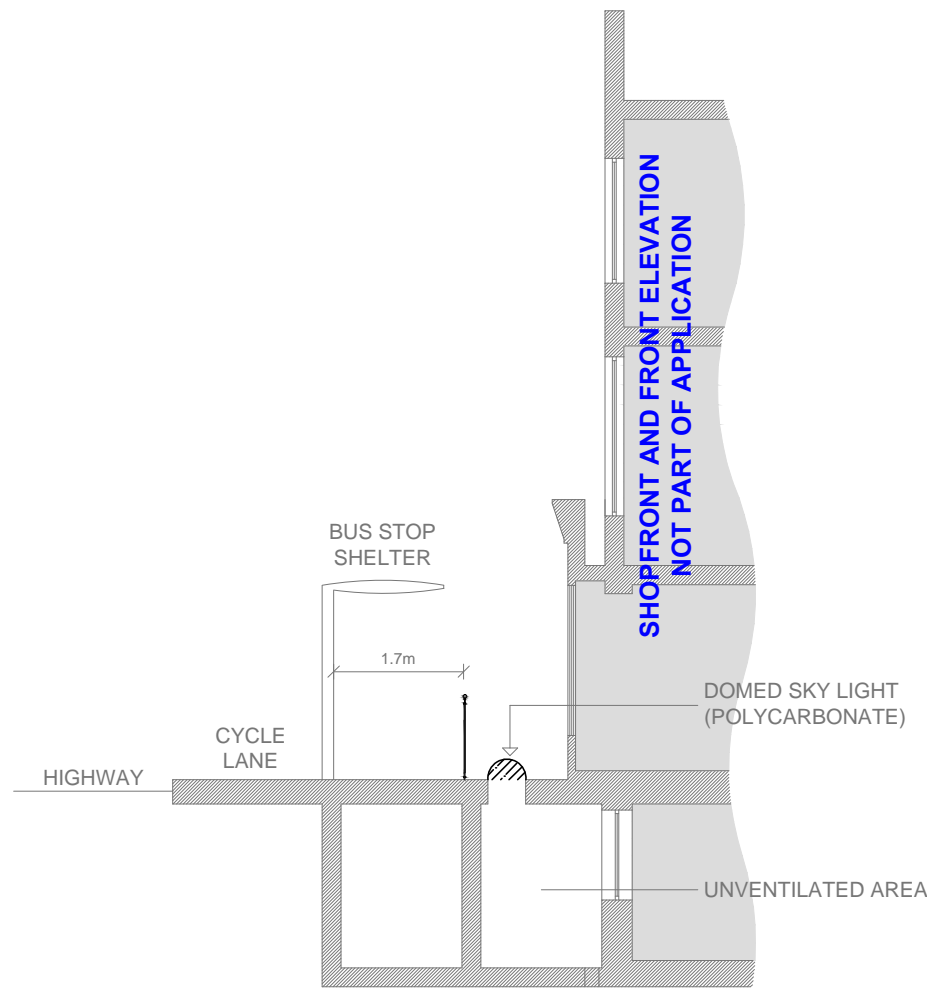 SHOPFRONT AND FRONT ELEVATION
NOT PART OF APPLICATION
BUS STOP
SHELTER
1.7m
DOMED SKY LIGHT
(POLYCARBONATE)
CYCLE
LANE
HIGHWAY
UNVENTILATED AREA